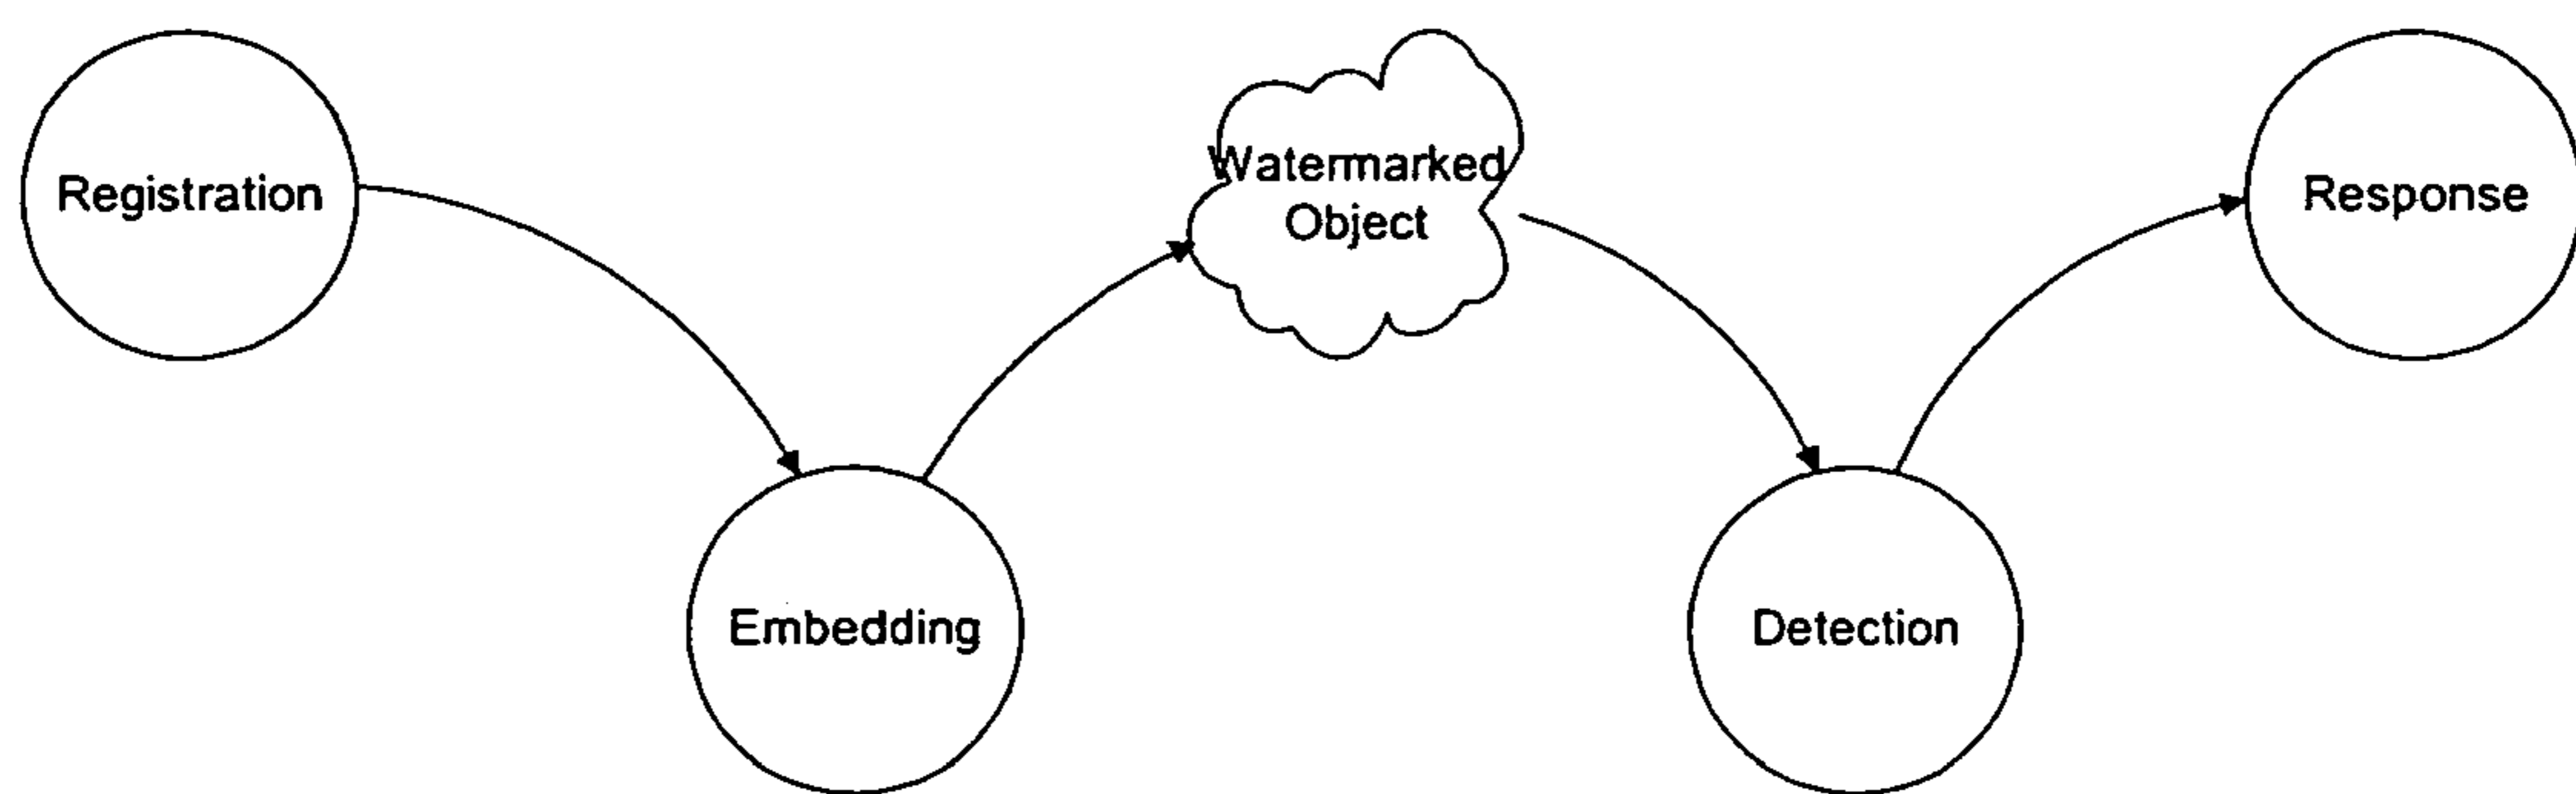 Registration
Embedding
Watermarked
Object
Detection
Response